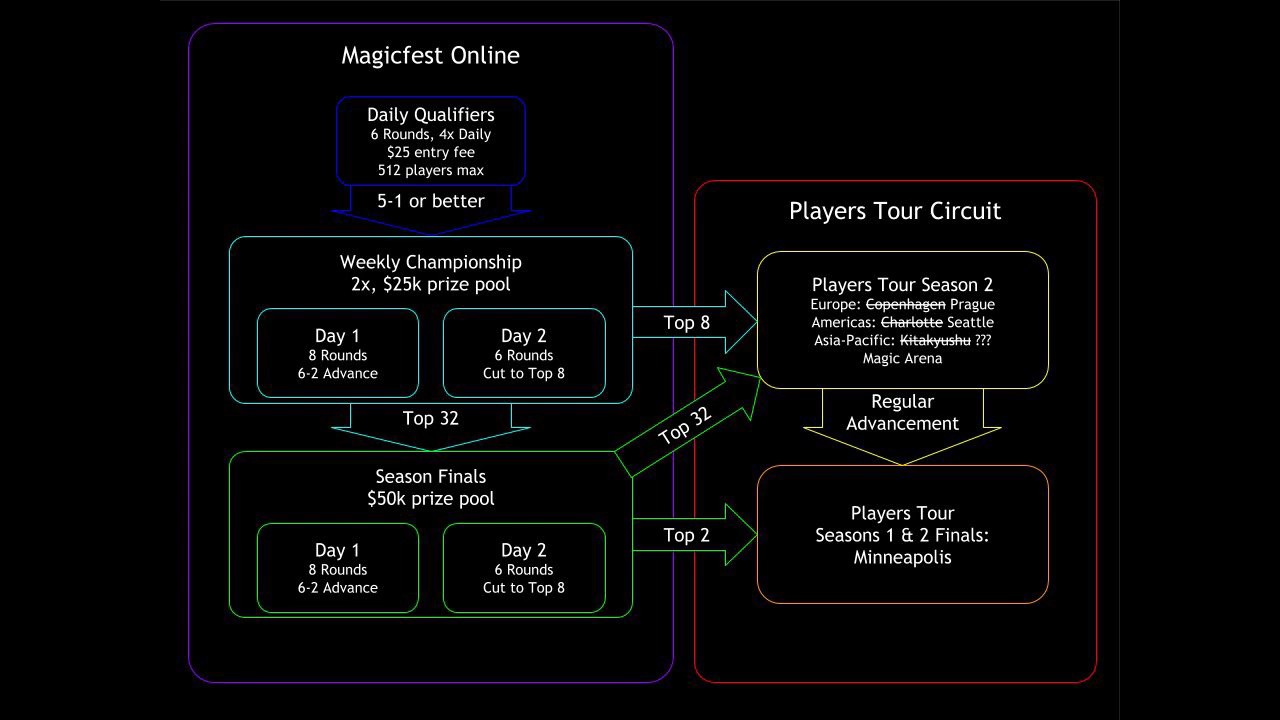 Magicfest Online
Daily Qualifiers
6 Rounds, 4x Daily
$25 entry fee
512 players max
5-1 or better
Weekly Championship
2x, $25k prize pool
Day 1
8 Rounds
6-2 Advance
Day 2
6 Rounds
Cut to Top 8
Top 32
Season Finals
$50k prize pool
Day 1
8 Rounds
6-2 Advance
Day 2
6 Rounds
Cut to Top 8
Top 8
Top 32
Top 2
Players Tour Circuit
Players Tour Season 2
Europe: Copenhagen Prague
Americas: Charlotte Seattle
Asia-Pacific: Kitakyushu ???
Magic Arena
Regular
Advancement
Players Tour
Seasons 1 & 2 Finals:
Minneapolis